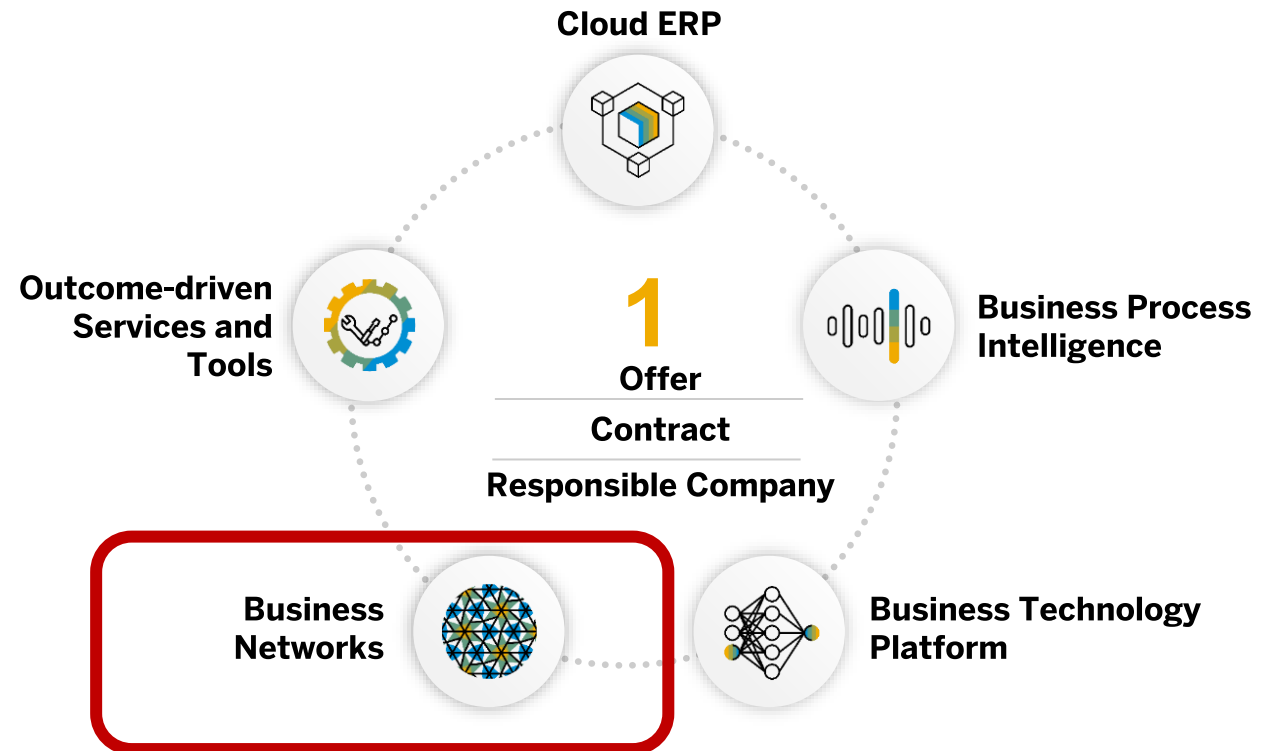 Cloud ERP
Outcome-driven
Services and
Tools
1
Offer
Contract
Responsible Company
Business Process
Intelligence
Business
Networks
Business Technology
Platform